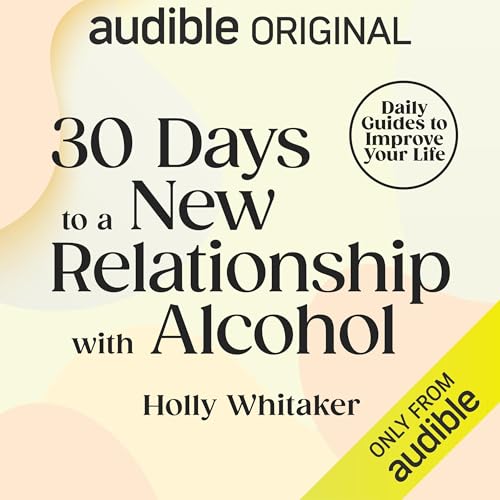 audible ORIGINAL
Daily
Guides to
Improve
Your Life
30 Days
to a New
Relationship
with Alcohol
Holly Whitaker
ONLY FROM
audible